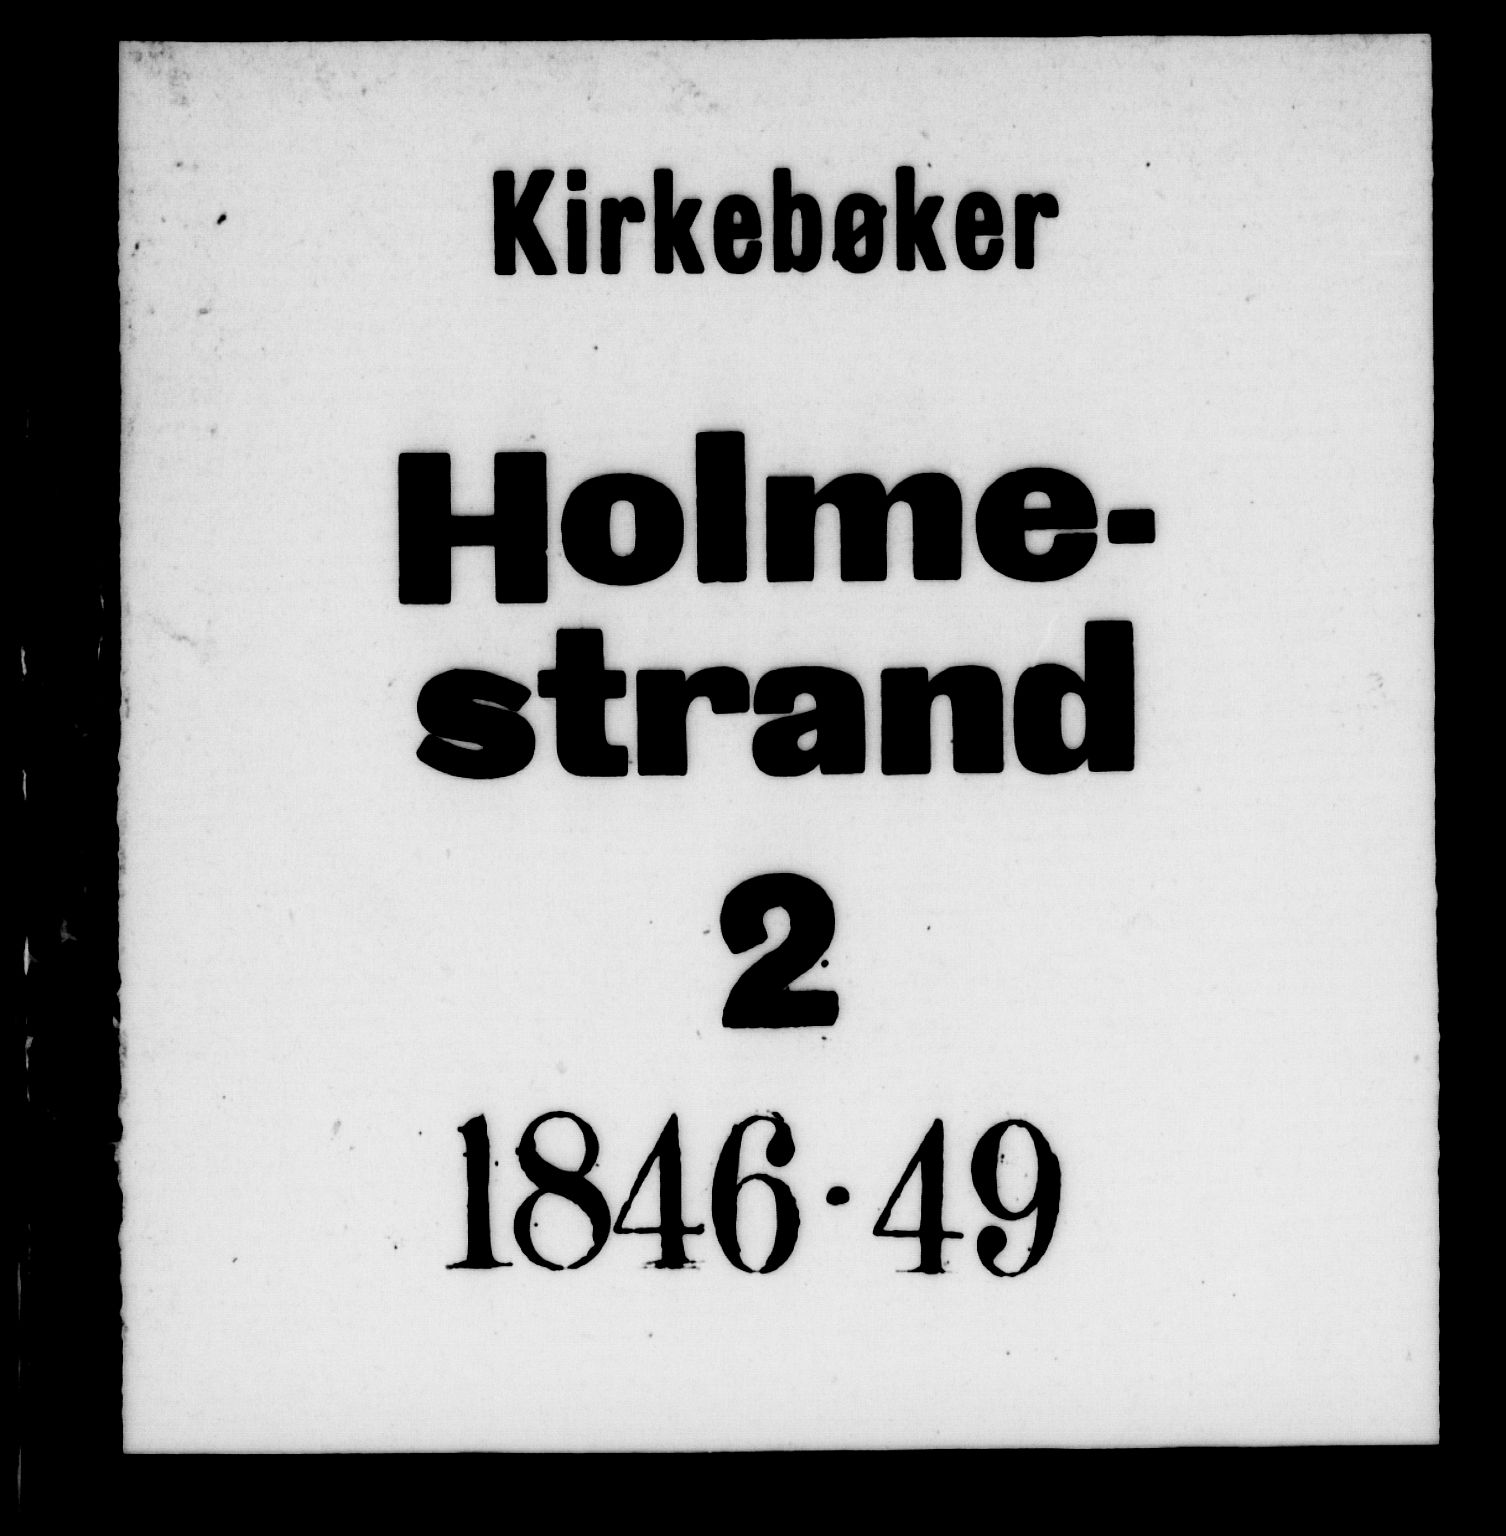 Kirkebøker
Holme-
strand
2
1846·49